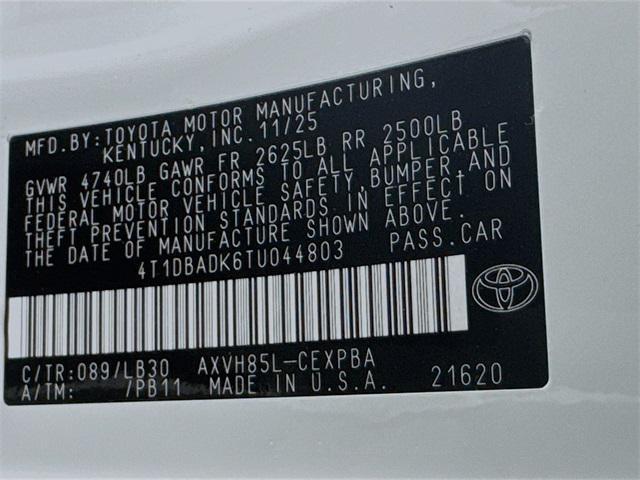 MFD.BY:TOYOTA MOTOR MANUFACTURING,
KENTUCKY,INC.11/25
GVWR 4740LB GAWR FR 2625LB RR 2500LB
THIS VEHICLE CONFORMS TO ALL APPLICABLE
FEDERAL MOTOR VEHICLE SAFETY,BUMPER,AND
THEFT PREVENTION STANDARDS IN EFFECT ON
THE DATE OF MANUFACTURE SHOWN ABOVE.
4T1DBADK6TU044803 PASS.CAR
C/TR:089/LB30 AXVH85L-CEXPBA
A/TM: /PB11 MADE IN U.S.A. 21620